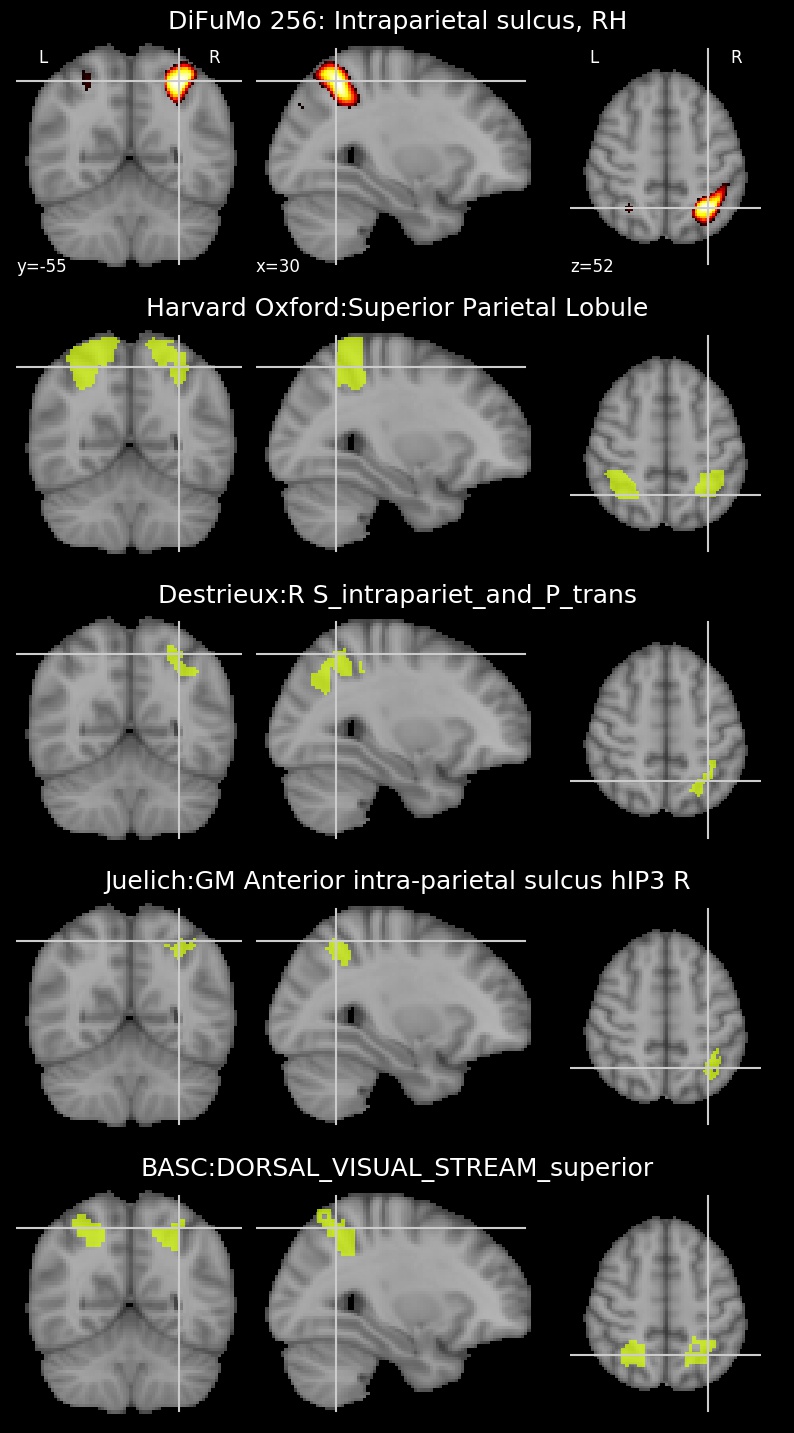 DiFuMo 256: Intraparietal sulcus, RH
L R L R
y=-55 x=30 z=52
Harvard Oxford:Superior Parietal Lobule
Destrieux:R S_intrapariet_and_P_trans
Juelich:GM Anterior intra-parietal sulcus hIP3 R
BASC:DORSAL_VISUAL_STREAM_superior